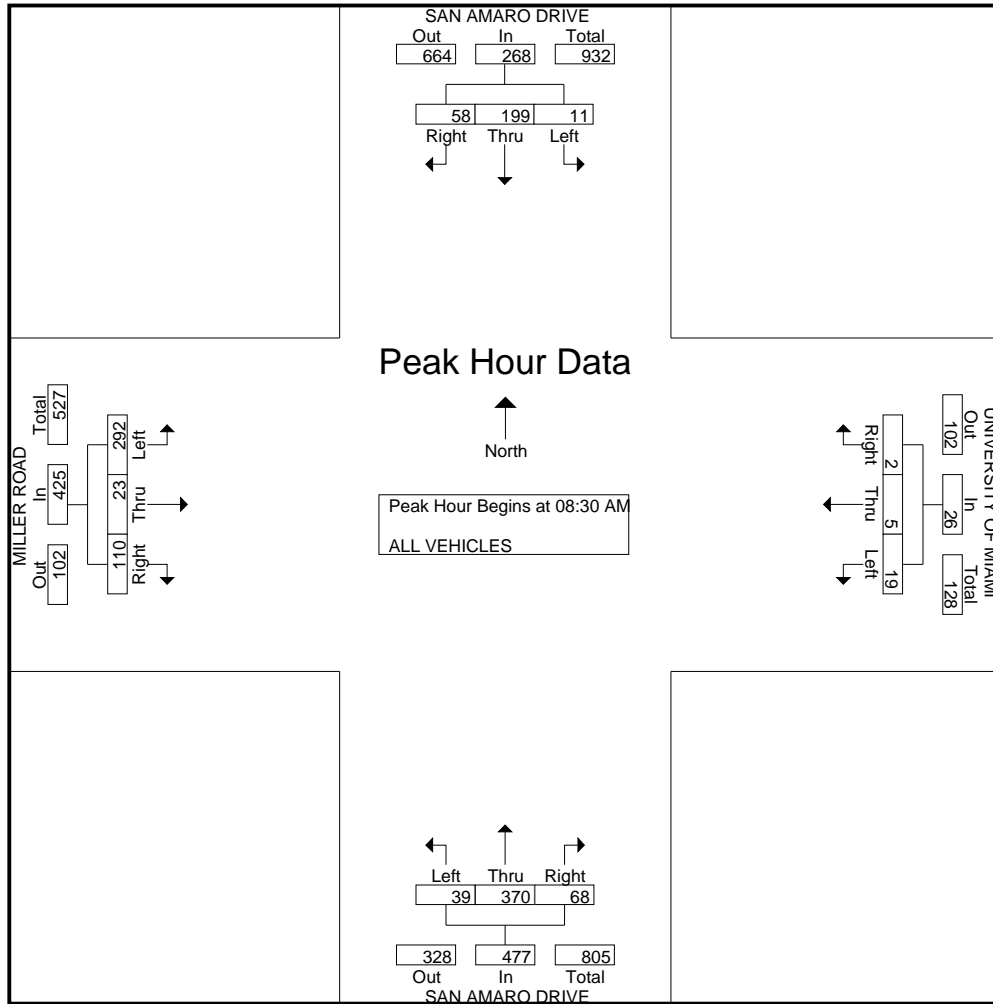 SAN AMARO DRIVE
Out In Total
664 268 932
58 199 11
Right Thru Left
Peak Hour Data
North
Peak Hour Begins at 08:30 AM
ALL VEHICLES
MILLER ROAD
Out In Total
102 425 527
110 23 292
Right Thru Left
UNIVERSITY OF MIAMI
Out In Total
102 26 128
2 5 19
Right Thru Left
Left Thru Right
39 370 68
328 477 805
Out In Total
SAN AMARO DRIVE